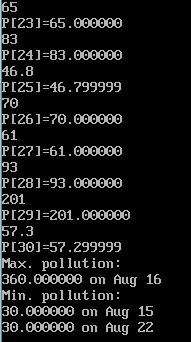 65
P[23]=65.000000
83
P[24]=83.000000
46.8
P[25]=46.799999
70
P[26]=70.000000
61
P[27]=61.000000
93
P[28]=93.000000
201
P[29]=201.000000
57.3
P[30]=57.299999
Max. pollution:
360.000000 on Aug 16
Min. pollution:
30.000000 on Aug 15
30.000000 on Aug 22